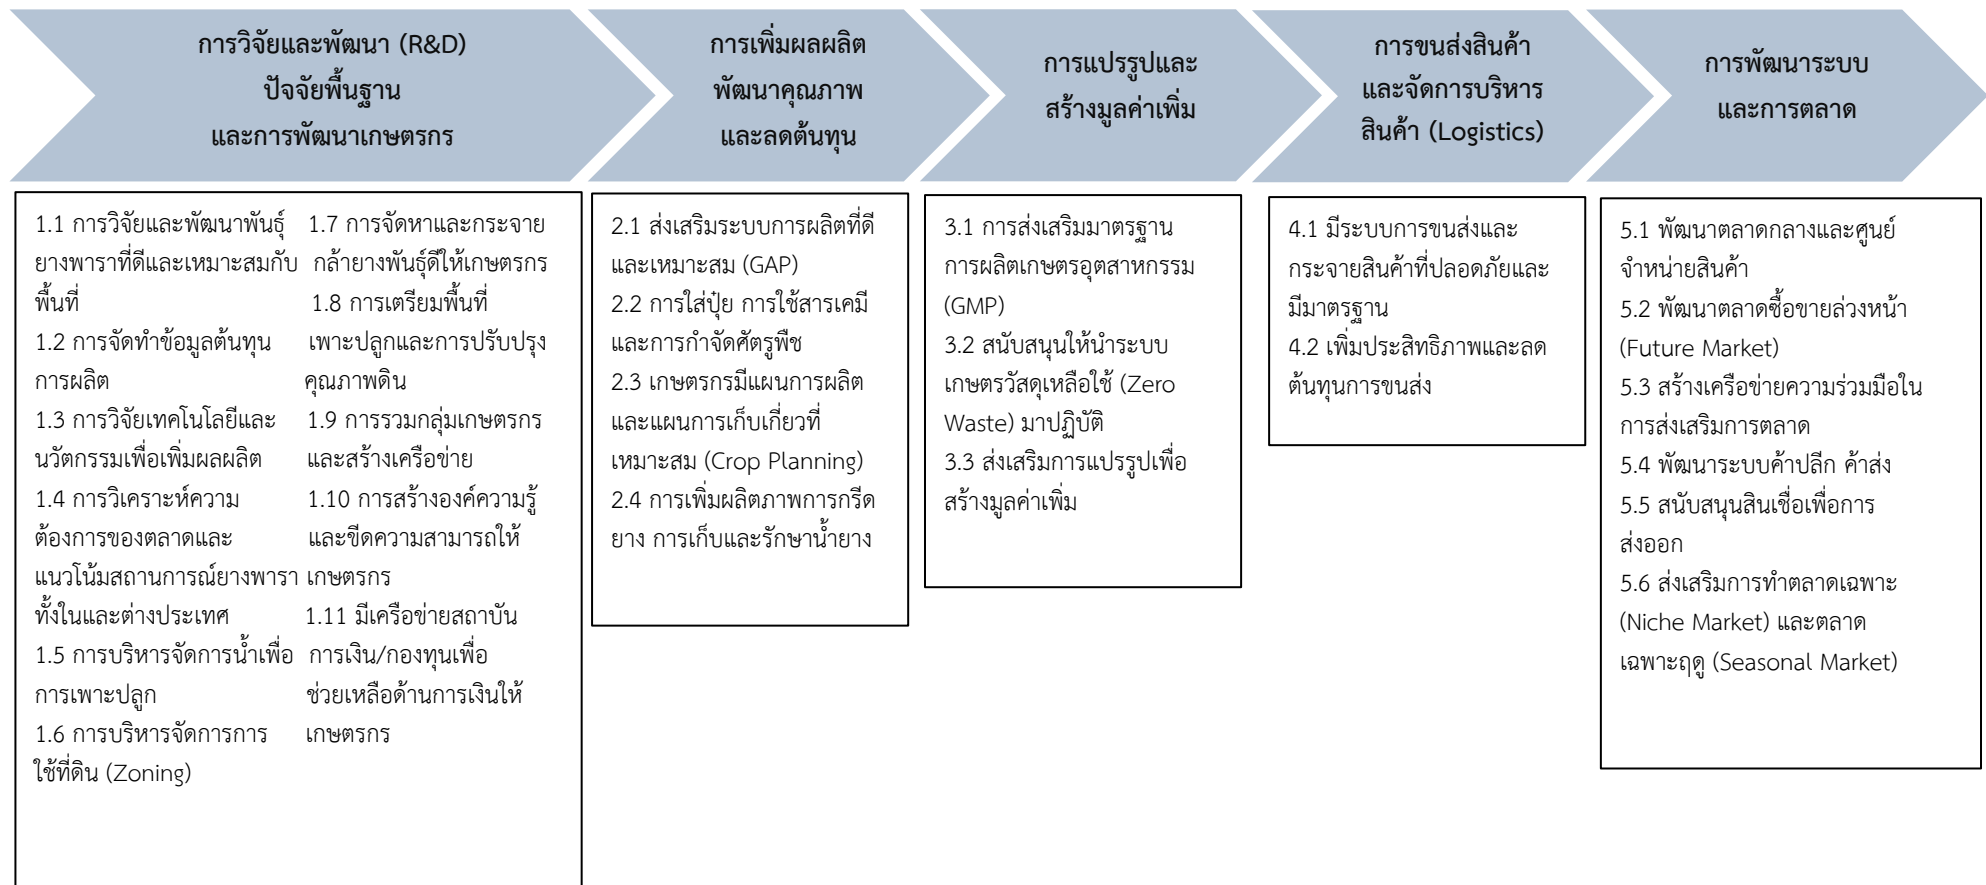 การวิจัยและพัฒนา (R&D)
ปัจจัยพื้นฐาน
และการพัฒนาเกษตรกร
การเพิ่มผลผลิต
พัฒนาคุณภาพ
และลดต้นทุน
การแปรรูปและ
สร้างมูลค่าเพิ่ม
การขนส่งสินค้า
และจัดการบริหาร
สินค้า (Logistics)
การพัฒนาระบบ
และการตลาด
1.1 การวิจัยและพัฒนาพันธุ์
ยางพาราที่ดีและเหมาะสมกับ
พื้นที่
1.2 การจัดทำข้อมูลต้นทุน
การผลิต
1.3 การวิจัยเทคโนโลยีและ
นวัตกรรมเพื่อเพิ่มผลผลิต
1.4 การวิเคราะห์ความ
ต้องการของตลาดและ
แนวโน้มสถานการณ์ยางพารา
ทั้งในและต่างประเทศ
1.5 การบริหารจัดการน้ำเพื่อ
การเพาะปลูก
1.6 การบริหารจัดการการ
ใช้ที่ดิน (Zoning)
1.7 การจัดหาและกระจาย
กล้ายางพันธุ์ดีให้เกษตรกร
1.8 การเตรียมพื้นที่
เพาะปลูกและการปรับปรุง
คุณภาพดิน
1.9 การรวมกลุ่มเกษตรกร
และสร้างเครือข่าย
1.10 การสร้างองค์ความรู้
และขีดความสามารถให้
เกษตรกร
1.11 มีเครือข่ายสถาบัน
การเงิน/กองทุนเพื่อ
ช่วยเหลือด้านการเงินให้
เกษตรกร
2.1 ส่งเสริมระบบการผลิตที่ดี
และเหมาะสม (GAP)
2.2 การใส่ปุ๋ย การใช้สารเคมี
และการกำจัดศัตรูพืช
2.3 เกษตรกรมีแผนการผลิต
และแผนการเก็บเกี่ยวที่
เหมาะสม (Crop Planning)
2.4 การเพิ่มผลิตภาพการกรีด
ยาง การเก็บและรักษาน้ำยาง
3.1 การส่งเสริมมาตรฐาน
การผลิตเกษตรอุตสาหกรรม
(GMP)
3.2 สนับสนุนให้นำระบบ
เกษตรวัสดุเหลือใช้ (Zero
Waste) มาปฏิบัติ
3.3 ส่งเสริมการแปรรูปเพื่อ
สร้างมูลค่าเพิ่ม
4.1 มีระบบการขนส่งและ
กระจายสินค้าที่ปลอดภัยและ
มีมาตรฐาน
4.2 เพิ่มประสิทธิภาพและลด
ต้นทุนการขนส่ง
5.1 พัฒนาตลาดกลางและศูนย์
จำหน่ายสินค้า
5.2 พัฒนาตลาดซื้อขายล่วงหน้า
(Future Market)
5.3 สร้างเครือข่ายความร่วมมือใน
การส่งเสริมการตลาด
5.4 พัฒนาระบบค้าปลีก ค้าส่ง
5.5 สนับสนุนสินเชื่อเพื่อการ
ส่งออก
5.6 ส่งเสริมการทำตลาดเฉพาะ
(Niche Market) และตลาด
เฉพาะฤดู (Seasonal Market)